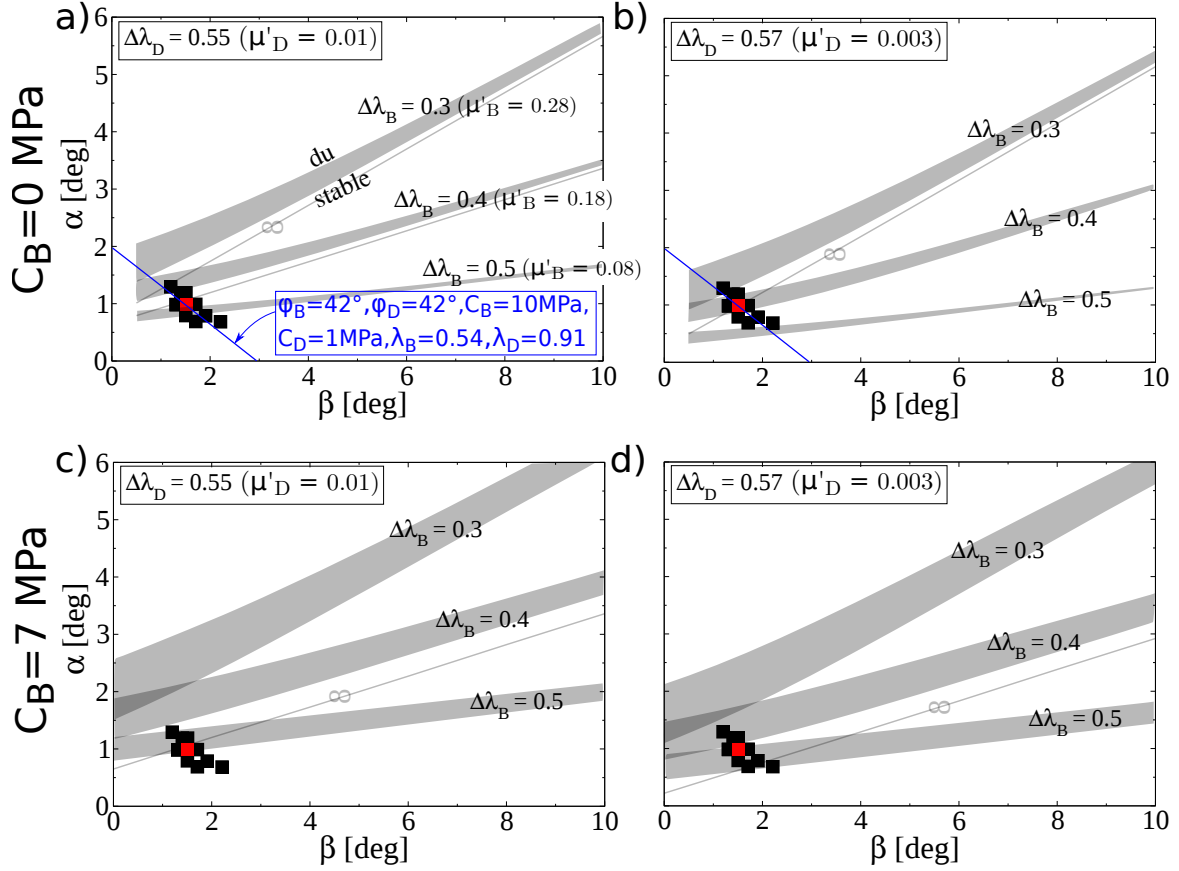 C_B=0 MPa
a)
Δλ_D = 0.55 (μ'_D = 0.01)
Δλ_B = 0.3 (μ'_B = 0.28)
du
stable
∞
Δλ_B = 0.4 (μ'_B = 0.18)
Δλ_B = 0.5 (μ'_B = 0.08)
φ_B=42°,φ_D=42°,C_B=10MPa,
C_D=1MPa,λ_B=0.54,λ_D=0.91
α [deg]
6
5
4
3
2
1
0
0 2 4 6 8 10
β [deg]
b)
Δλ_D = 0.57 (μ'_D = 0.003)
Δλ_B = 0.3
∞
Δλ_B = 0.4
Δλ_B = 0.5
0 2 4 6 8 10
β [deg]
C_B=7 MPa
c)
Δλ_D = 0.55 (μ'_D = 0.01)
Δλ_B = 0.3
Δλ_B = 0.4
∞
Δλ_B = 0.5
α [deg]
6
5
4
3
2
1
0
0 2 4 6 8 10
β [deg]
d)
Δλ_D = 0.57 (μ'_D = 0.003)
Δλ_B = 0.3
Δλ_B = 0.4
∞
Δλ_B = 0.5
0 2 4 6 8 10
β [deg]